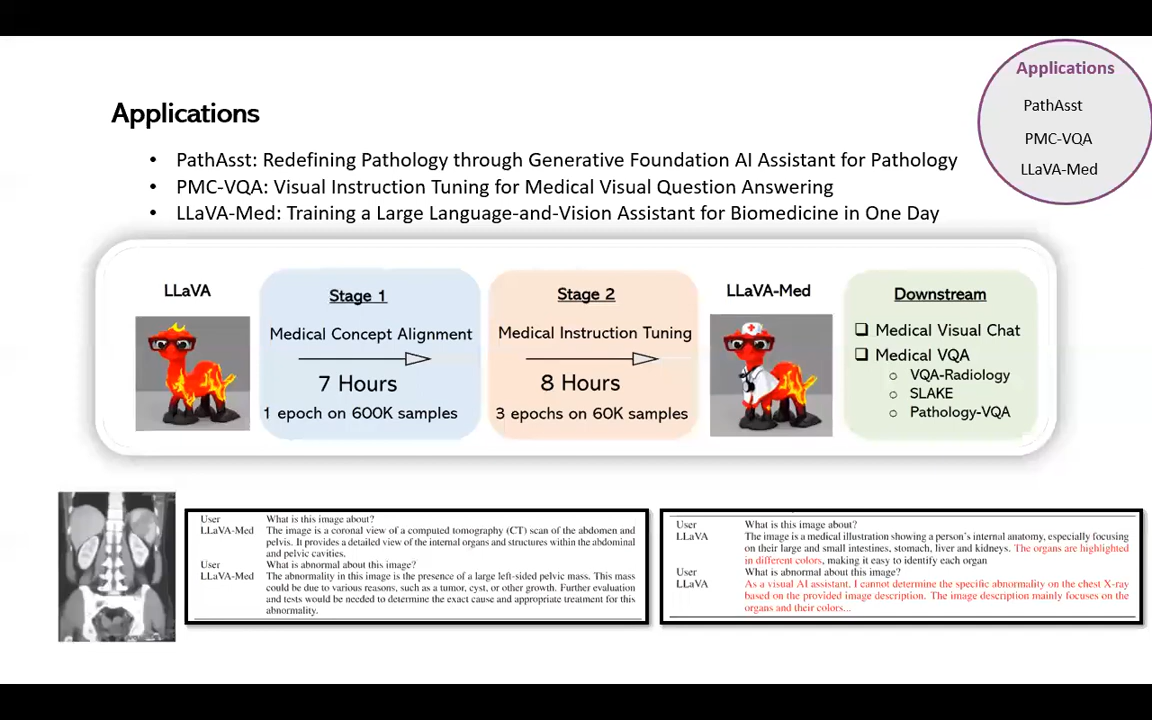 Applications
PathAsst
PMC-VQA
LLaVA-Med
Applications
• PathAsst: Redefining Pathology through Generative Foundation AI Assistant for Pathology
• PMC-VQA: Visual Instruction Tuning for Medical Visual Question Answering
• LLaVA-Med: Training a Large Language-and-Vision Assistant for Biomedicine in One Day
LLaVA
Stage 1
Medical Concept Alignment
7 Hours
1 epoch on 600K samples
Stage 2
Medical Instruction Tuning
8 Hours
3 epochs on 60K samples
LLaVA-Med
Downstream
❑ Medical Visual Chat
❑ Medical VQA
o VQA-Radiology
o SLAKE
o Pathology-VQA
User What is this image about?
LLaVA-Med The image is a coronal view of a computed tomography (CT) scan of the abdomen and
pelvis. It provides a detailed view of the internal organs and structures within the abdominal
and pelvic cavities.
User What is abnormal about this image?
LLaVA-Med The abnormality in this image is the presence of a large left-sided pelvic mass. This mass
could be due to various reasons, such as a tumor, cyst, or other growth. Further evaluation
and tests would be needed to determine the exact cause and appropriate treatment for this
abnormality.
User What is this image about?
LLaVA The image is a medical illustration showing a person's internal anatomy, especially focusing
on their large and small intestines, stomach, liver and kidneys. The organs are highlighted
in different colors, making it easy to identify each organ
User What is abnormal about this image?
LLaVA As a visual AI assistant, I cannot determine the specific abnormality on the chest X-ray
based on the provided image description. The image description mainly focuses on the
organs and their colors...